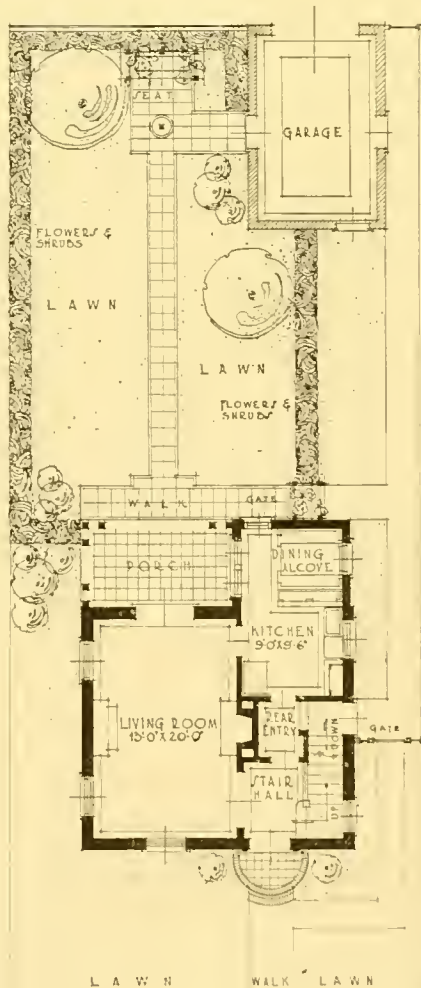 SEAT
GARAGE
FLOWERS &
SHRUBS
LAWN
LAWN
FLOWERS &
SHRUBS
WALK
GATE
PORCH
DINING
ALCOVE
KITCHEN
9'-0"X9'-6"
LIVING ROOM
13'-0"X20'-0"
REAR
ENTRY
DOWN
GATE
STAIR
HALL
UP
LAWN
WALK
LAWN